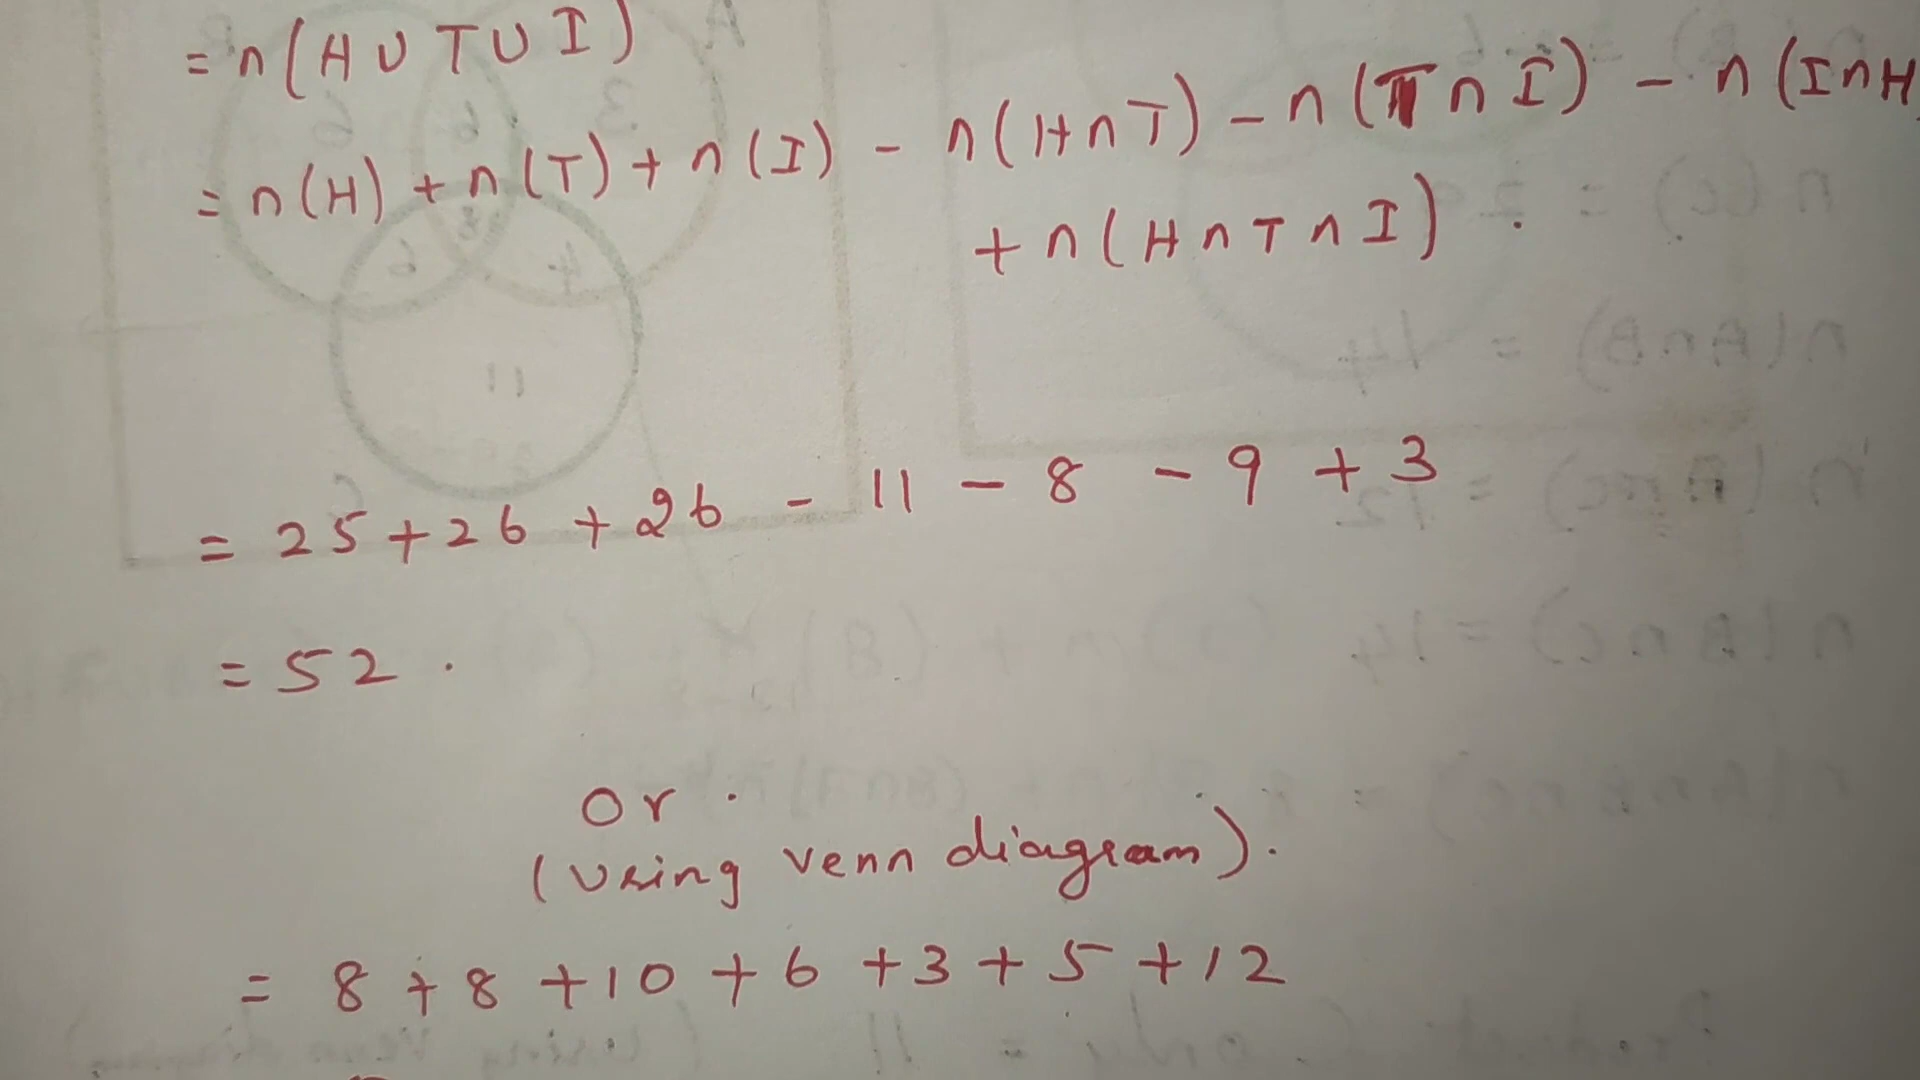 = n(H ∪ T ∪ I)
= n(H) + n(T) + n(I) - n(H∩T) - n(T∩I) - n(I∩H
+ n(H∩T∩I).
= 25 + 26 + 26 - 11 - 8 - 9 + 3
= 52.
Or.
(Using venn diagram).
= 8 + 8 + 10 + 6 + 3 + 5 + 12